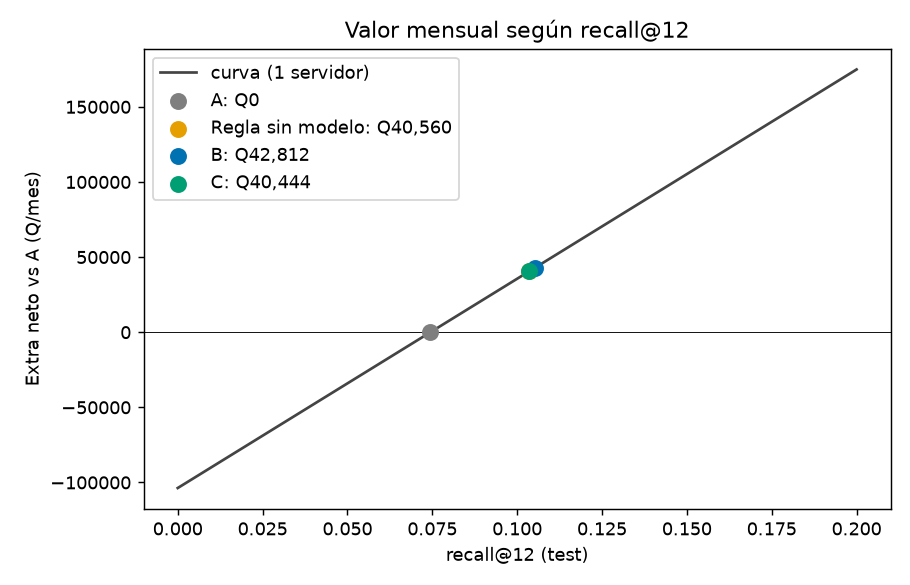 Valor mensual según recall@12
curva (1 servidor)
A: Q0
Regla sin modelo: Q40,560
B: Q42,812
C: Q40,444
Extra neto vs A (Q/mes)
150000
100000
50000
0
−50000
−100000
0.000 0.025 0.050 0.075 0.100 0.125 0.150 0.175 0.200
recall@12 (test)